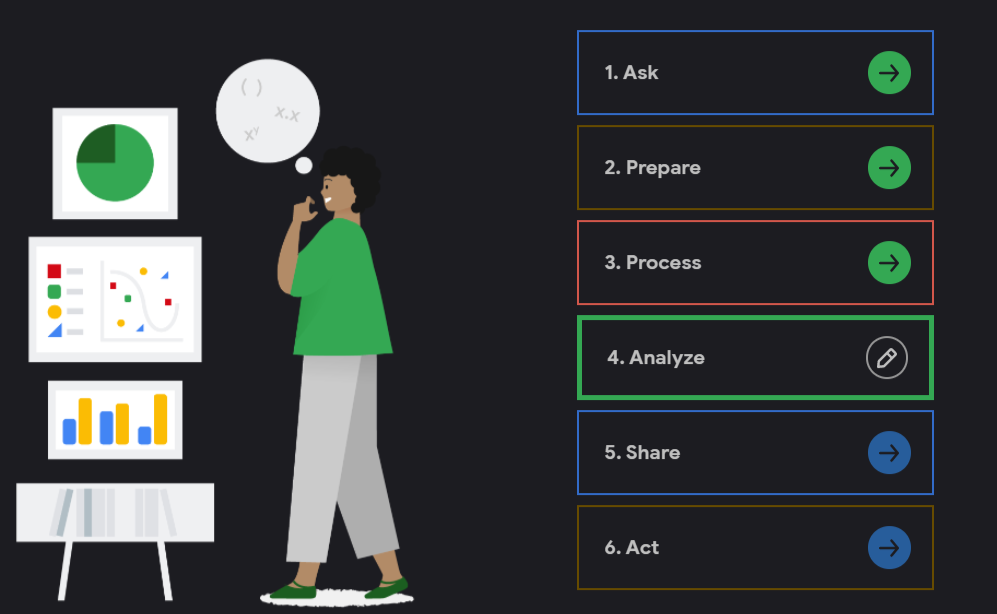 ( )
x.x
xʸ
1. Ask
2. Prepare
3. Process
4. Analyze
5. Share
6. Act